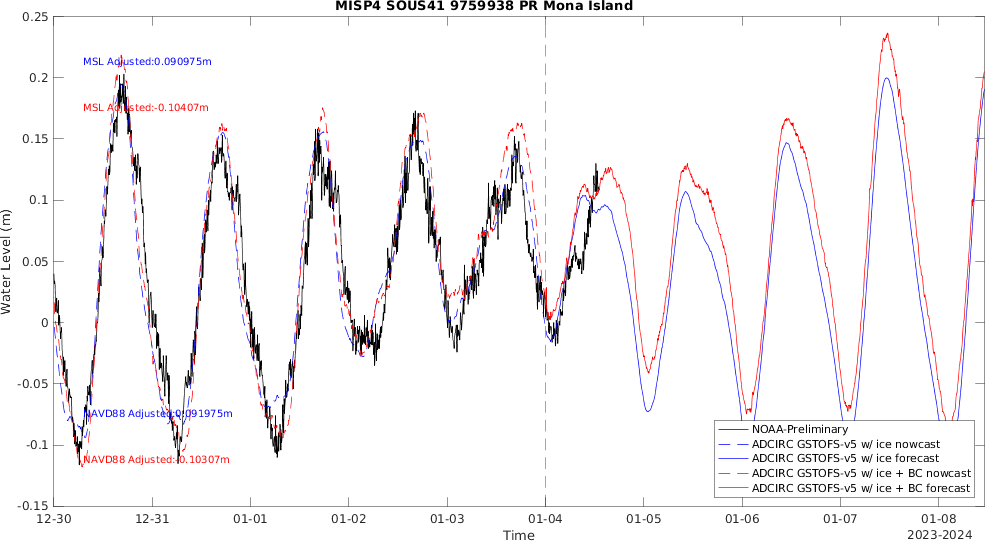 MISP4 SOUS41 9759938 PR Mona Island
0.25
0.2
0.15
0.1
0.05
0
-0.05
-0.1
-0.15
Water Level (m)
MSL Adjusted:0.090975m
MSL Adjusted:-0.10407m
NAVD88 Adjusted:0.091975m
NAVD88 Adjusted:-0.10307m
NOAA-Preliminary
ADCIRC GSTOFS-v5 w/ ice nowcast
ADCIRC GSTOFS-v5 w/ ice forecast
ADCIRC GSTOFS-v5 w/ ice + BC nowcast
ADCIRC GSTOFS-v5 w/ ice + BC forecast
12-30 12-31 01-01 01-02 01-03 01-04 01-05 01-06 01-07 01-08
Time
2023-2024